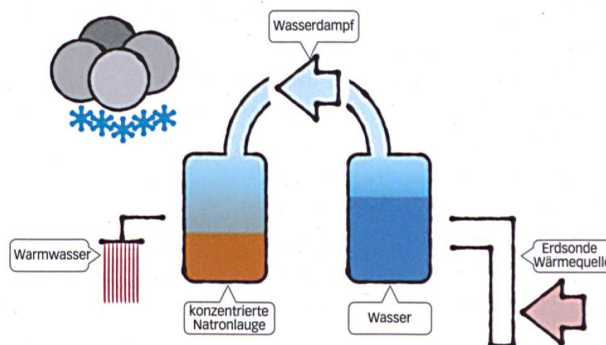 Wasserdampf
Warmwasser
Erdsonde
Wärmequelle
konzentrierte
Natronlauge
Wasser